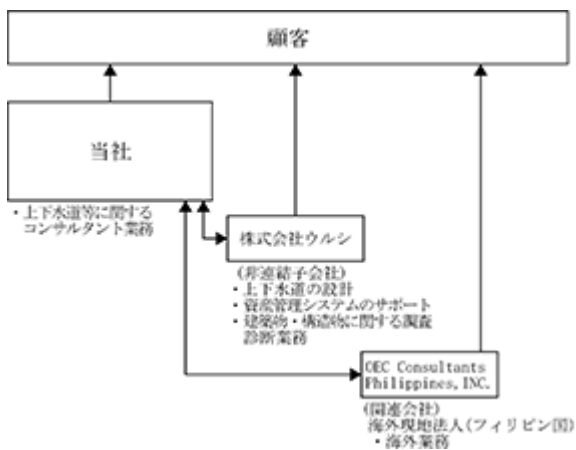 顧客
当社
・上下水道等に関する
コンサルタント業務
株式会社ウルシ
(非連結子会社)
・上下水道の設計
・資産管理システムのサポート
・建築物・構造物に関する調査
診断業務
OEC Consultants
Philippines, INC.
(関連会社)
海外現地法人(フィリピン国)
・海外業務